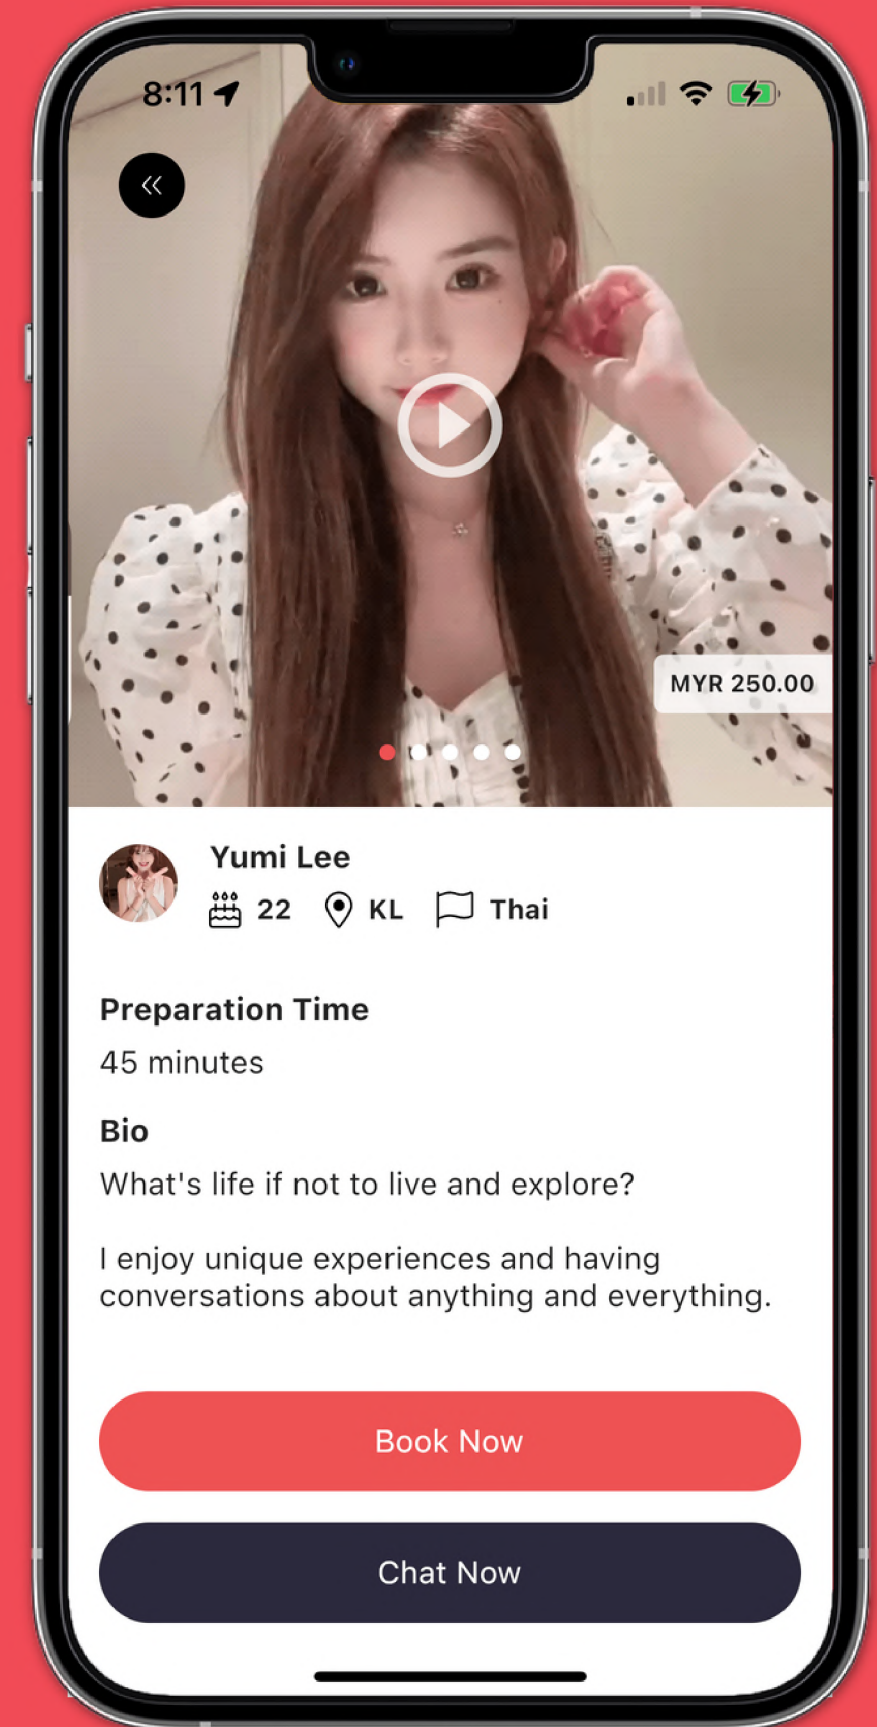 8:11
MYR 250.00
Yumi Lee
22 KL Thai
Preparation Time
45 minutes
Bio
What's life if not to live and explore?
I enjoy unique experiences and having
conversations about anything and everything.
Book Now
Chat Now